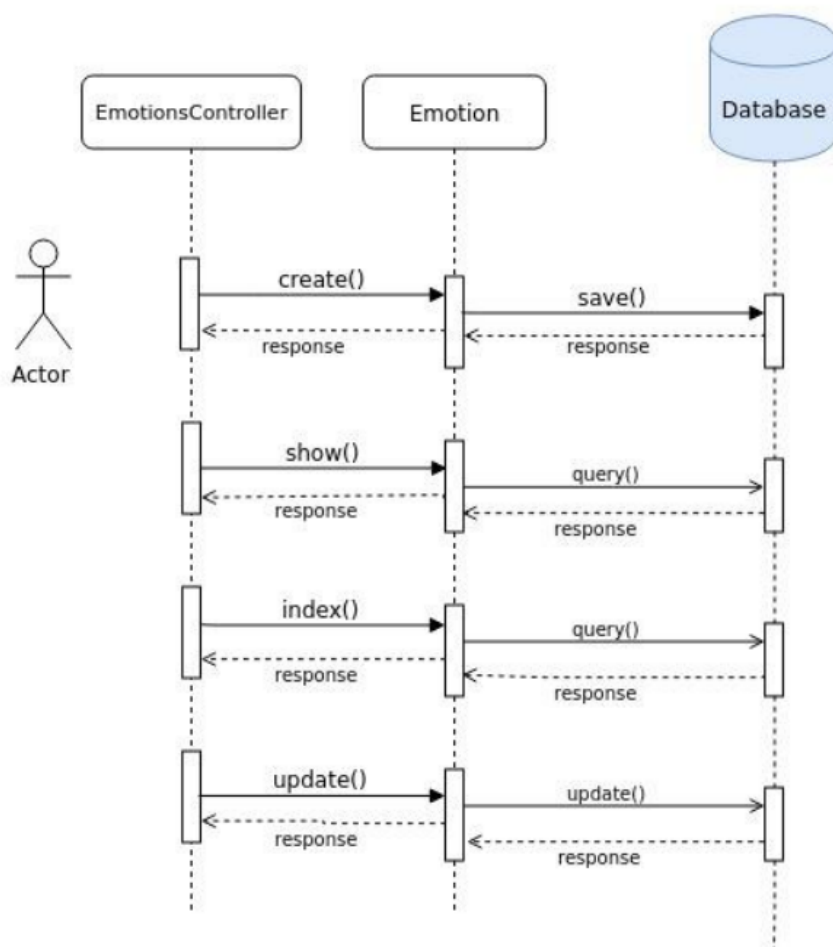 EmotionsController
Emotion
Database
Actor
create()
save()
response
response
show()
query()
response
response
index()
query()
response
response
update()
update()
response
response